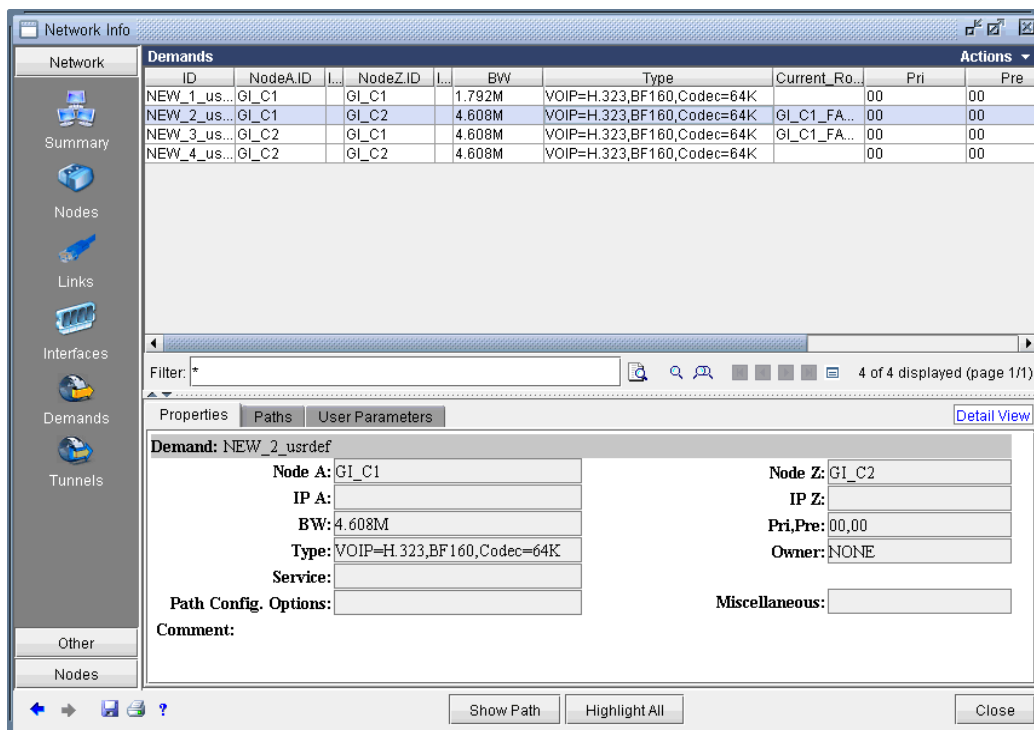 Network Info
Network
Summary
Nodes
Links
Interfaces
Demands
Tunnels
Other
Nodes
Demands Actions
ID NodeA.ID I... NodeZ.ID I... BW Type Current_Ro... Pri Pre
NEW_1_us... GI_C1 GI_C1 1.792M VOIP=H.323,BF160,Codec=64K 00 00
NEW_2_us... GI_C1 GI_C2 4.608M VOIP=H.323,BF160,Codec=64K GI_C1_FA... 00 00
NEW_3_us... GI_C2 GI_C1 4.608M VOIP=H.323,BF160,Codec=64K GI_C1_FA... 00 00
NEW_4_us... GI_C2 GI_C2 4.608M VOIP=H.323,BF160,Codec=64K 00 00
Filter: * 4 of 4 displayed (page 1/1)
Properties Paths User Parameters Detail View
Demand: NEW_2_usrdef
Node A: GI_C1 Node Z: GI_C2
IP A: IP Z:
BW: 4.608M Pri,Pre: 00,00
Type: VOIP=H.323,BF160,Codec=64K Owner: NONE
Service:
Path Config. Options: Miscellaneous:
Comment:
? Show Path Highlight All Close